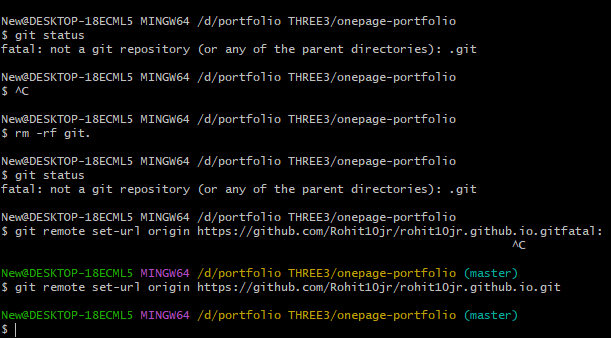 New@DESKTOP-18ECML5 MINGW64 /d/portfolio THREE3/onepage-portfolio
$ git status
fatal: not a git repository (or any of the parent directories): .git
New@DESKTOP-18ECML5 MINGW64 /d/portfolio THREE3/onepage-portfolio
$ ^C
New@DESKTOP-18ECML5 MINGW64 /d/portfolio THREE3/onepage-portfolio
$ rm -rf git.
New@DESKTOP-18ECML5 MINGW64 /d/portfolio THREE3/onepage-portfolio
$ git status
fatal: not a git repository (or any of the parent directories): .git
New@DESKTOP-18ECML5 MINGW64 /d/portfolio THREE3/onepage-portfolio
$ git remote set-url origin https://github.com/Rohit10jr/rohit10jr.github.io.gitfatal:
^C
New@DESKTOP-18ECML5 MINGW64 /d/portfolio THREE3/onepage-portfolio (master)
$ git remote set-url origin https://github.com/Rohit10jr/rohit10jr.github.io.git
New@DESKTOP-18ECML5 MINGW64 /d/portfolio THREE3/onepage-portfolio (master)
$